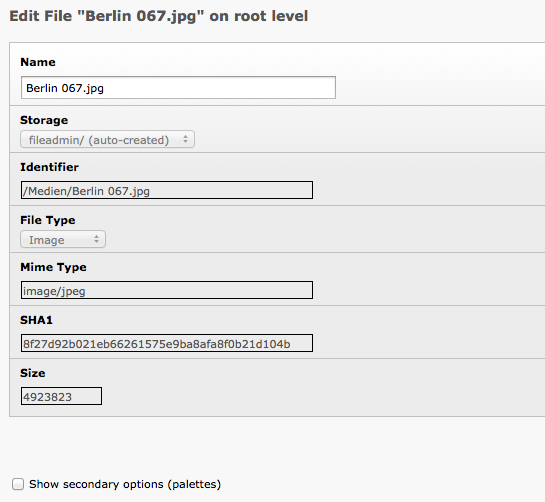 Edit File "Berlin 067.jpg" on root level
Name
Berlin 067.jpg
Storage
fileadmin/ (auto-created)
Identifier
/Medien/Berlin 067.jpg
File Type
Image
Mime Type
image/jpeg
SHA1
8f27d92b021eb66261575e9ba8afa8f0b21d104b
Size
4923823
Show secondary options (palettes)